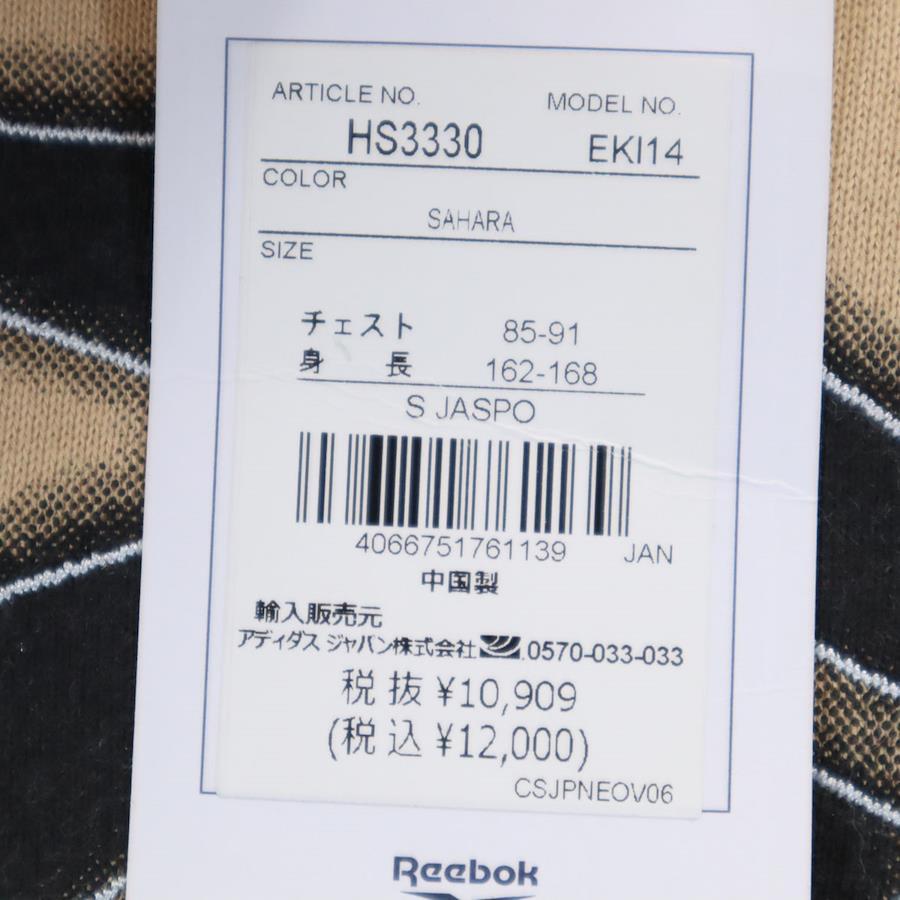 ARTICLE NO. MODEL NO.
HS3330 EKI14
COLOR
SAHARA
SIZE
チェスト 85-91
身 長 162-168
S JASPO
4066751761139 JAN
中国製
輸入販売元
アディダス ジャパン株式会社 0570-033-033
税 抜 ¥10,909
(税 込 ¥12,000)
CSJPNEOV06
Reebok